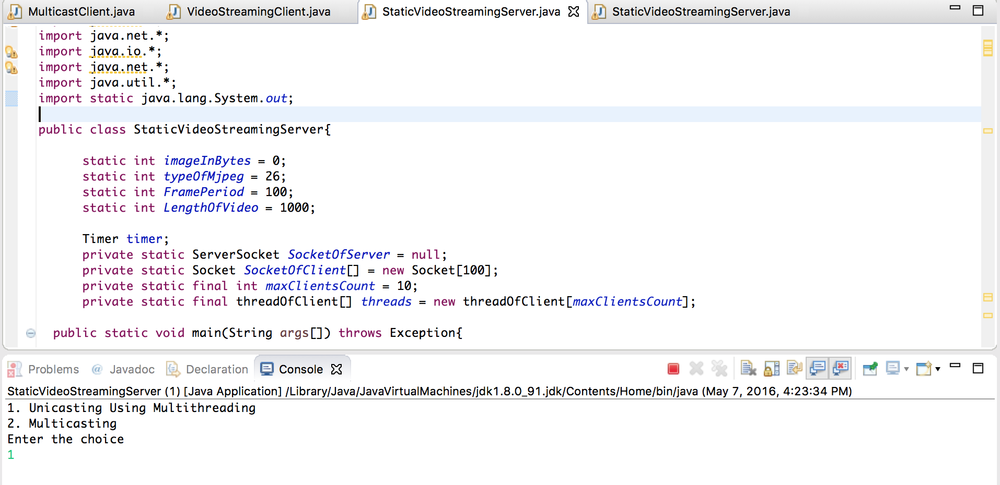 MulticastClient.java VideoStreamingClient.java StaticVideoStreamingServer.java StaticVideoStreamingServer.java
import java.net.*;
import java.io.*;
import java.net.*;
import java.util.*;
import static java.lang.System.out;
public class StaticVideoStreamingServer{
static int imageInBytes = 0;
static int typeOfMjpeg = 26;
static int FramePeriod = 100;
static int LengthOfVideo = 1000;
Timer timer;
private static ServerSocket SocketOfServer = null;
private static Socket SocketOfClient[] = new Socket[100];
private static final int maxClientsCount = 10;
private static final threadOfClient[] threads = new threadOfClient[maxClientsCount];
public static void main(String args[]) throws Exception{
Problems @ Javadoc Declaration Console
StaticVideoStreamingServer (1) [Java Application] /Library/Java/JavaVirtualMachines/jdk1.8.0_91.jdk/Contents/Home/bin/java (May 7, 2016, 4:23:34 PM)
1. Unicasting Using Multithreading
2. Multicasting
Enter the choice
1